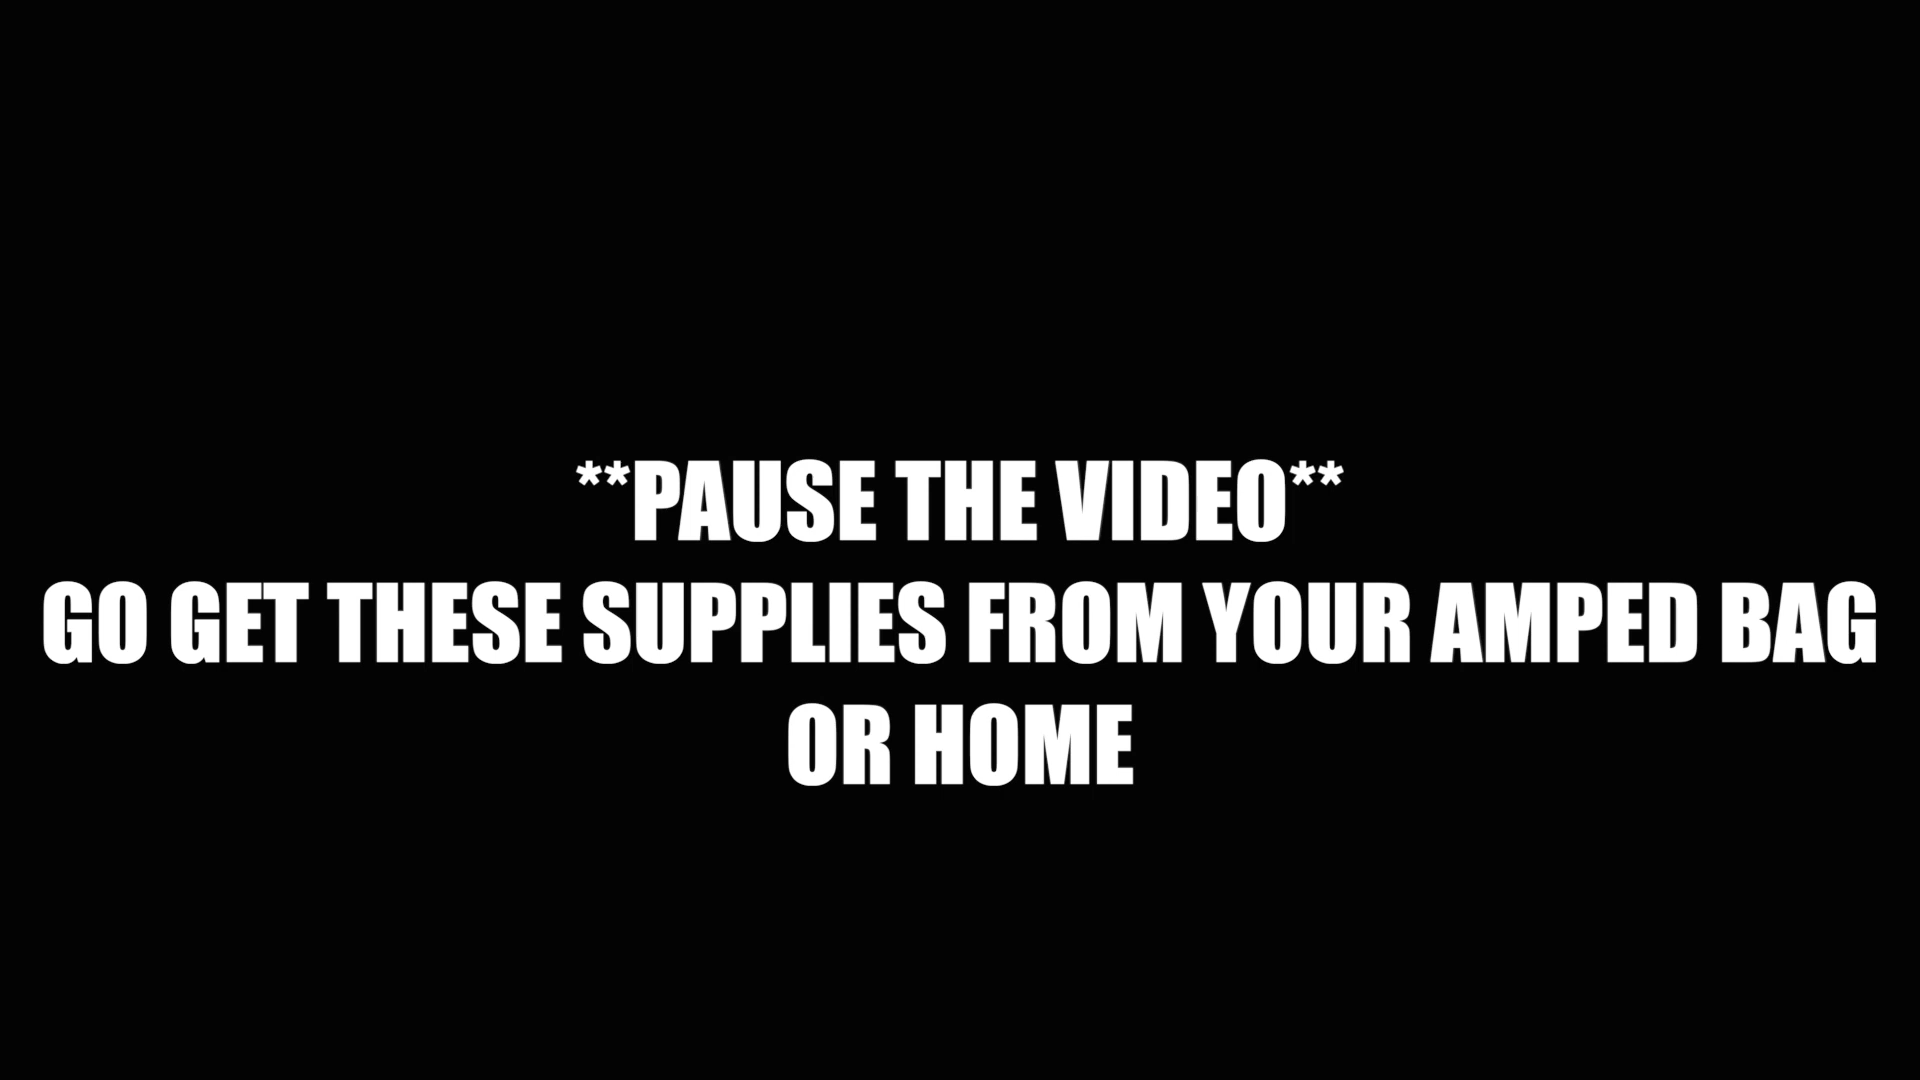 **PAUSE THE VIDEO**
GO GET THESE SUPPLIES FROM YOUR AMPED BAG
OR HOME